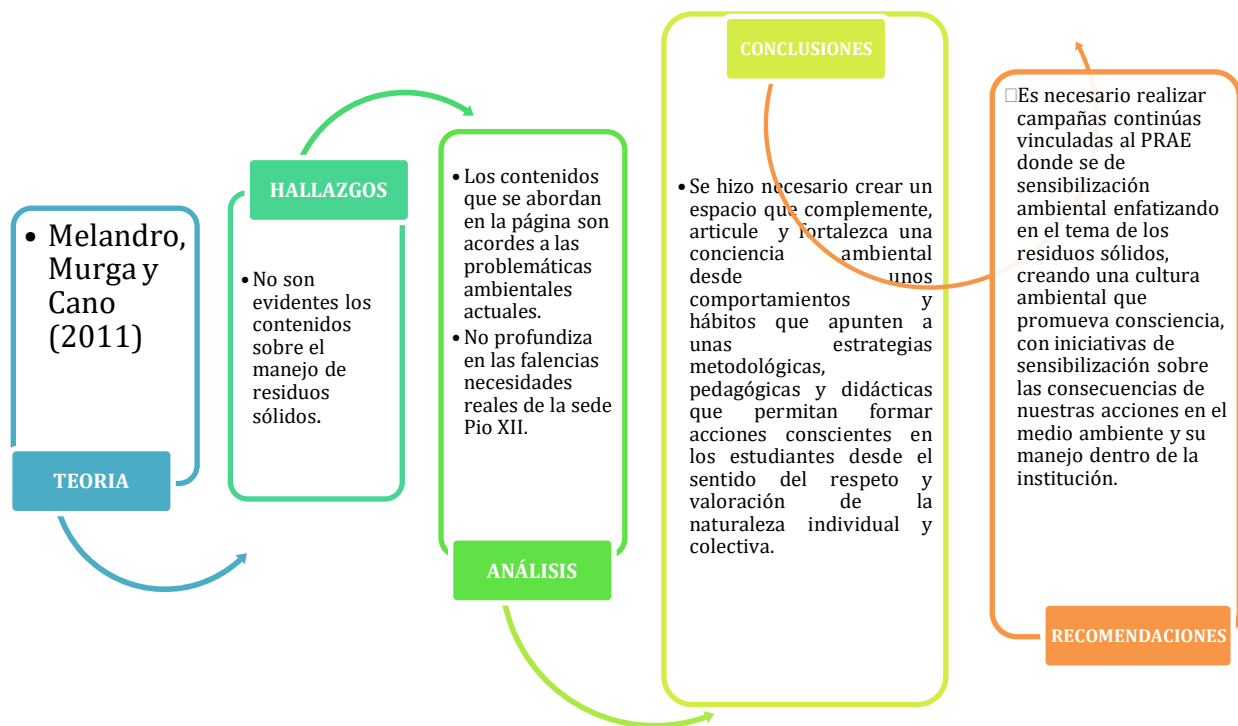 • Melandro,
Murga y
Cano
(2011)
TEORIA
HALLAZGOS
• No son
evidentes los
contenidos
sobre el
manejo de
residuos
sólidos.
• Los contenidos
que se abordan
en la página son
acordes a las
problemáticas
ambientales
actuales.
• No profundiza
en las falencias
necesidades
reales de la sede
Pio XII.
ANÁLISIS
CONCLUSIONES
• Se hizo necesario crear un
espacio que complemente,
articule y fortalezca una
conciencia ambiental
desde unos
comportamientos y
hábitos que apunten a
unas estrategias
metodológicas,
pedagógicas y didácticas
que permitan formar
acciones conscientes en
los estudiantes desde el
sentido del respeto y
valoración de la
naturaleza individual y
colectiva.
Es necesario realizar
campañas continúas
vinculadas al PRAE
donde se de
sensibilización
ambiental enfatizando
en el tema de los
residuos sólidos,
creando una cultura
ambiental que
promueva consciencia,
con iniciativas de
sensibilización sobre
las consecuencias de
nuestras acciones en el
medio ambiente y su
manejo dentro de la
institución.
RECOMENDACIONES